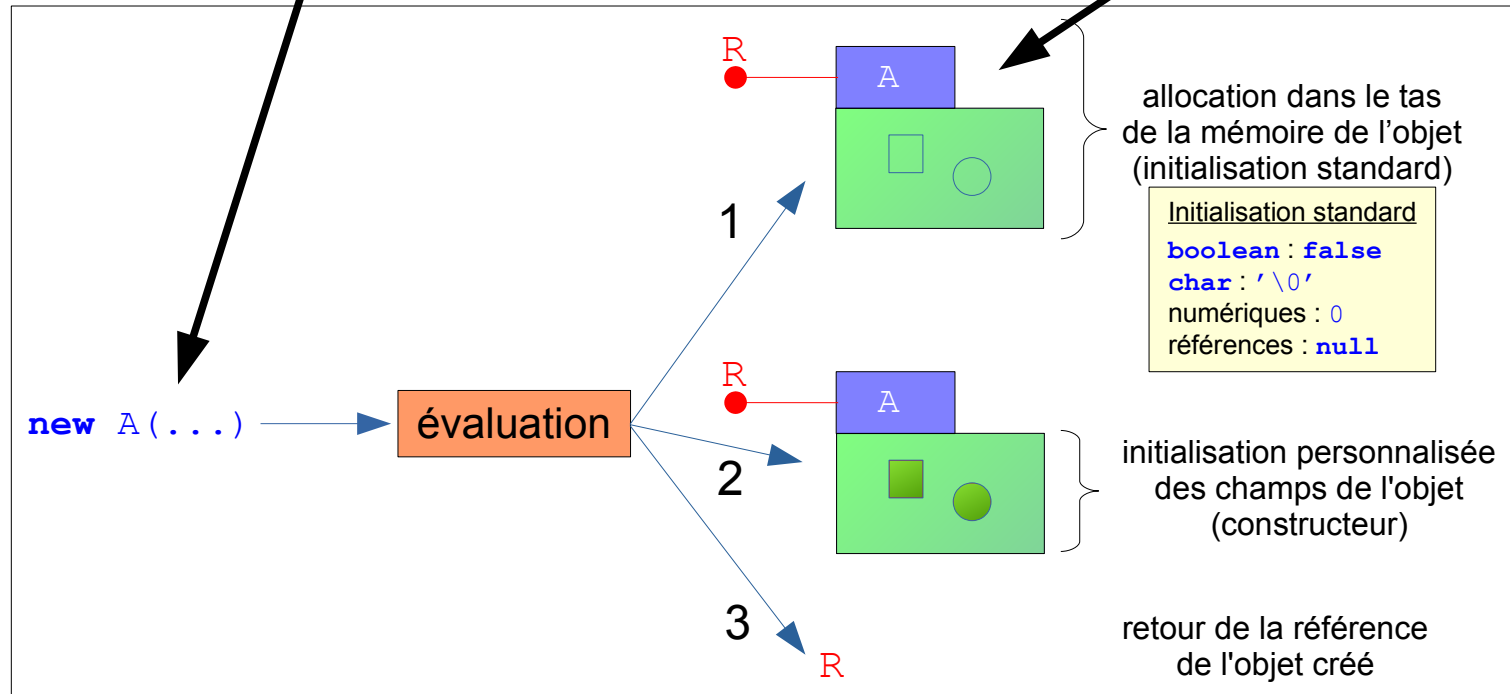 R
A
allocation dans le tas
de la mémoire de l’objet
(initialisation standard)
1
Initialisation standard
boolean : false
char : ’\0’
numériques : 0
références : null
new A(...)
évaluation
R
A
2
initialisation personnalisée
des champs de l'objet
(constructeur)
3
R
retour de la référence
de l'objet créé